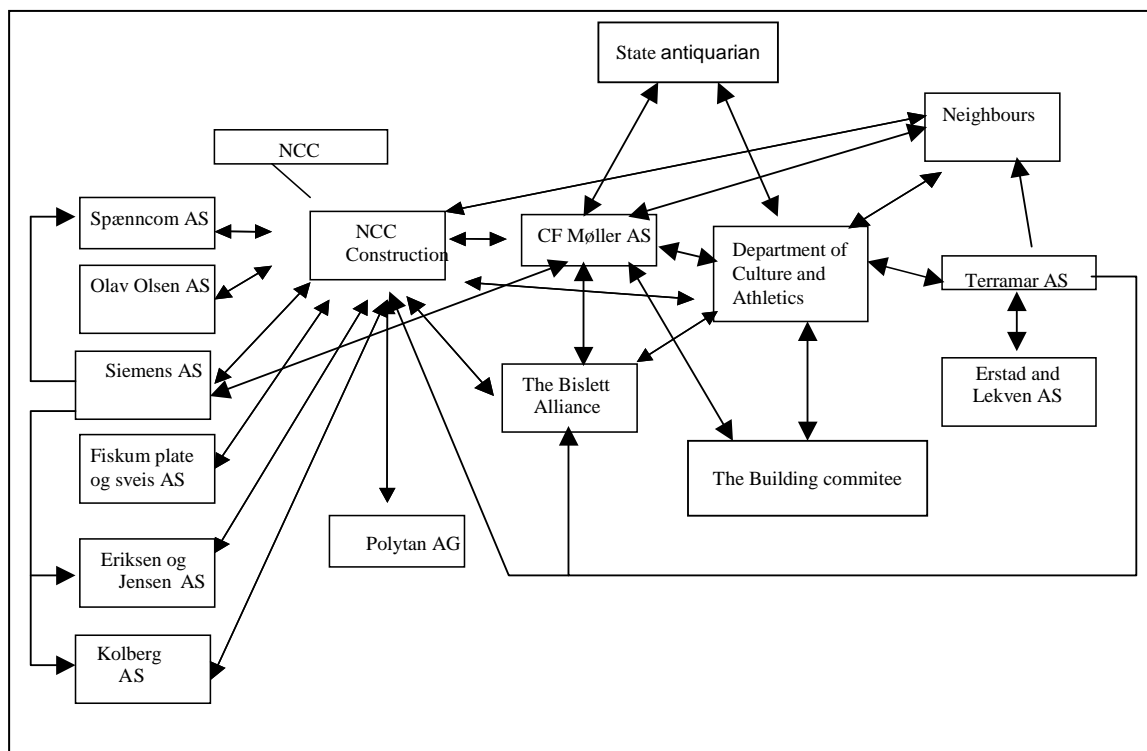 State antiquarian
Neighbours
NCC
Spænncom AS
NCC
Construction
CF Møller AS
Department of
Culture and
Athletics
Olav Olsen AS
Terramar AS
Siemens AS
The Bislett
Alliance
Erstad and
Lekven AS
Fiskum plate
og sveis AS
The Building commitee
Polytan AG
Eriksen og
Jensen AS
Kolberg
AS